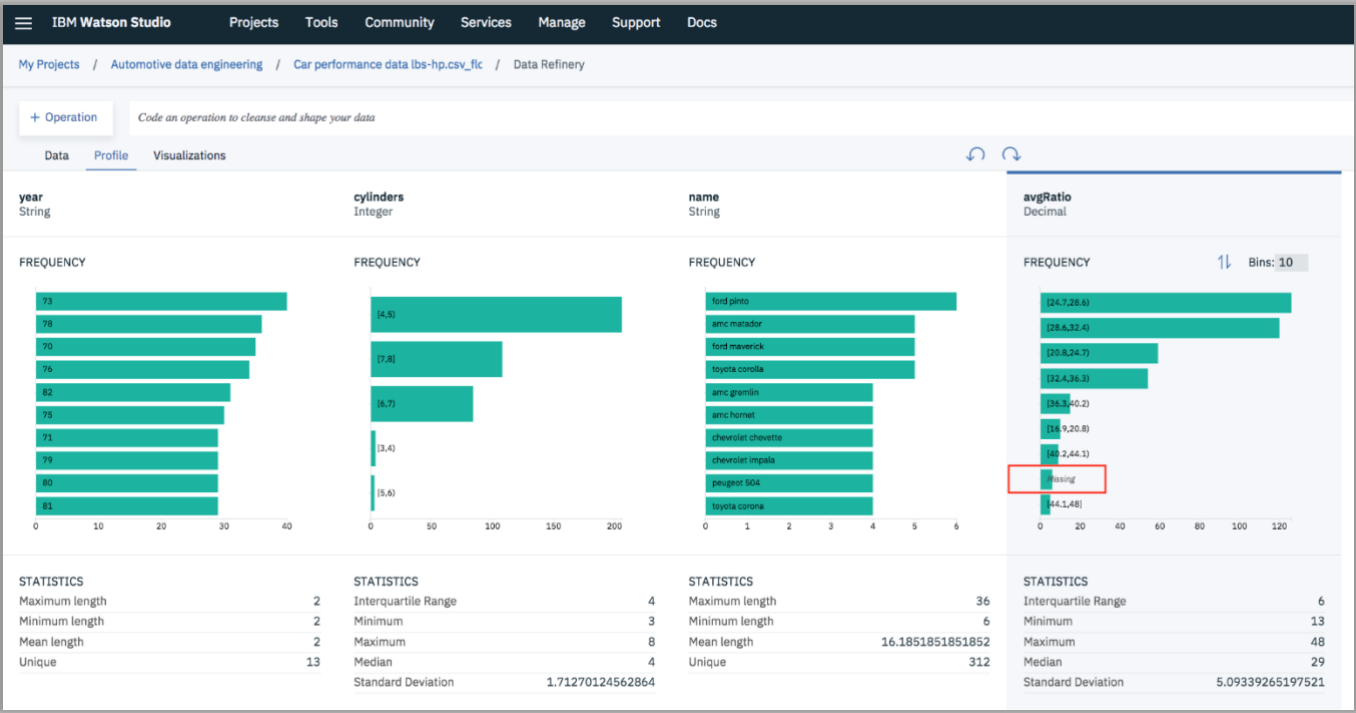 IBM Watson Studio Projects Tools Community Services Manage Support Docs
My Projects / Automotive data engineering / Car performance data lbs-hp.csv_flc / Data Refinery
+ Operation Code an operation to cleanse and shape your data
Data Profile Visualizations
year
String
FREQUENCY
73
78
70
76
82
75
71
79
80
81
0 10 20 30 40
STATISTICS
Maximum length 2
Minimum length 2
Mean length 2
Unique 13
cylinders
Integer
FREQUENCY
[4,5)
[7,8]
[6,7)
[3,4)
[5,6)
0 50 100 150 200
STATISTICS
Interquartile Range 4
Minimum 3
Maximum 8
Median 4
Standard Deviation 1.71270124562864
name
String
FREQUENCY
ford pinto
amc matador
ford maverick
toyota corolla
amc gremlin
amc hornet
chevrolet chevette
chevrolet impala
peugeot 504
toyota corona
0 1 2 3 4 5 6
STATISTICS
Maximum length 36
Minimum length 6
Mean length 16.1851851851852
Unique 312
avgRatio
Decimal
FREQUENCY Bins: 10
[24.7,28.6)
[28.6,32.4)
[20.8,24.7)
[32.4,36.3)
[36.3,40.2)
[16.9,20.8)
[40.2,44.1)
Missing
[44.1,48]
0 20 40 60 80 100 120
STATISTICS
Interquartile Range 6
Minimum 13
Maximum 48
Median 29
Standard Deviation 5.09339265197521